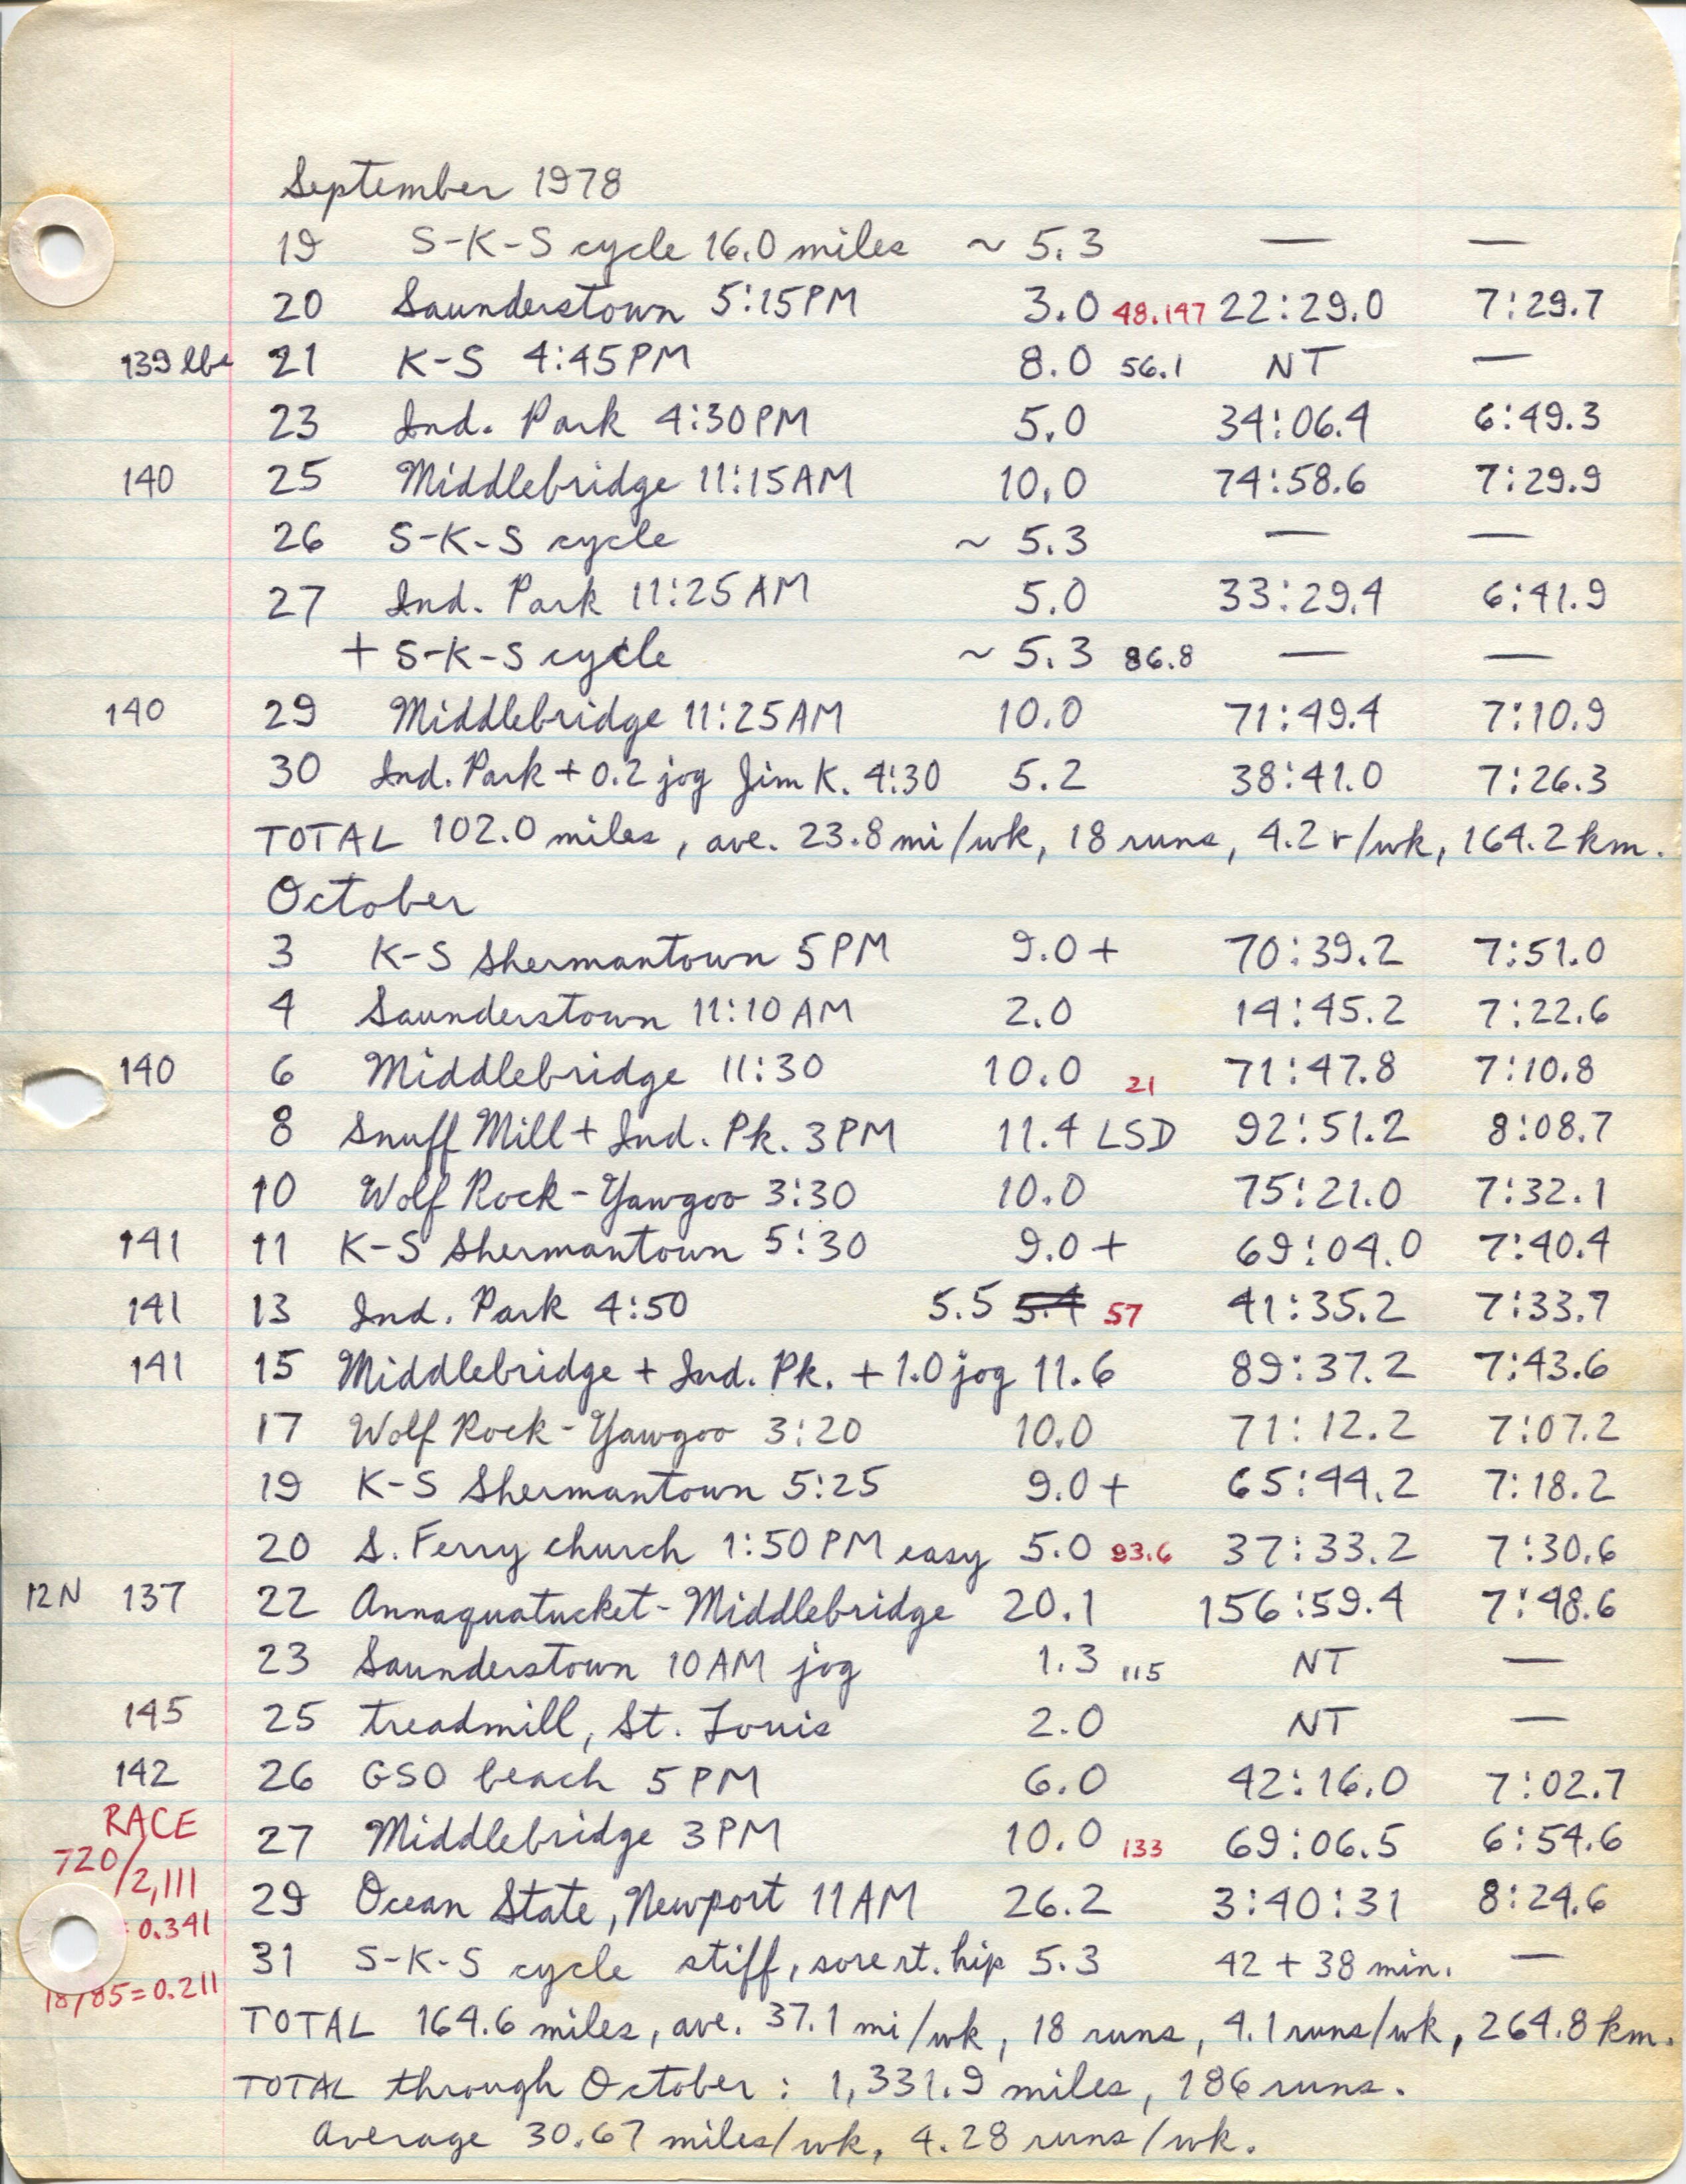 September 1978
19 S-K-S cycle 16.0 miles ~ 5.3 — —
20 Saunderstown 5:15PM 3.0 48.147 22:29.0 7:29.7
139 lbs 21 K-S 4:45PM 8.0 56.1 NT —
23 Ind. Park 4:30PM 5.0 34:06.4 6:49.3
140 25 Middlebridge 11:15AM 10.0 74:58.6 7:29.9
26 S-K-S cycle ~ 5.3 — —
27 Ind. Park 11:25AM 5.0 33:29.4 6:41.9
+ S-K-S cycle ~ 5.3 86.8 — —
140 29 Middlebridge 11:25AM 10.0 71:49.4 7:10.9
30 Ind. Park + 0.2 jog Jim K. 4:30 5.2 38:41.0 7:26.3
TOTAL 102.0 miles, ave. 23.8 mi/wk, 18 runs, 4.2 r/wk, 164.2 km.
October
3 K-S Shermantown 5PM 9.0+ 70:39.2 7:51.0
4 Saunderstown 11:10AM 2.0 14:45.2 7:22.6
140 6 Middlebridge 11:30 10.0 21 71:47.8 7:10.8
8 Snuff Mill + Ind. Pk. 3PM 11.4 LSD 92:51.2 8:08.7
10 Wolf Rock-Yawgoo 3:30 10.0 75:21.0 7:32.1
141 11 K-S Shermantown 5:30 9.0+ 69:04.0 7:40.4
141 13 Ind. Park 4:50 5.5 5.4 57 41:35.2 7:33.7
141 15 Middlebridge + Ind. Pk. + 1.0 jog 11.6 89:37.2 7:43.6
17 Wolf Rock-Yawgoo 3:20 10.0 71:12.2 7:07.2
19 K-S Shermantown 5:25 9.0+ 65:44.2 7:18.2
20 S. Ferry church 1:50PM easy 5.0 93.6 37:33.2 7:30.6
12N 137 22 Annaquatucket-Middlebridge 20.1 156:59.4 7:48.6
23 Saunderstown 10AM jog 1.3 115 NT —
145 25 treadmill, St. Louis 2.0 NT —
142 26 GSO beach 5PM 6.0 42:16.0 7:02.7
RACE
27 Middlebridge 3PM 10.0 133 69:06.5 6:54.6
720/2,111
29 Ocean State, Newport 11AM 26.2 3:40:31 8:24.6
= 0.341
31 S-K-S cycle stiff, sore rt. hip 5.3 42 + 38 min. —
18/85=0.211
TOTAL 164.6 miles, ave. 37.1 mi/wk, 18 runs, 4.1 runs/wk, 264.8 km.
TOTAL through October: 1,331.9 miles, 186 runs.
Average 30.67 miles/wk, 4.28 runs/wk.